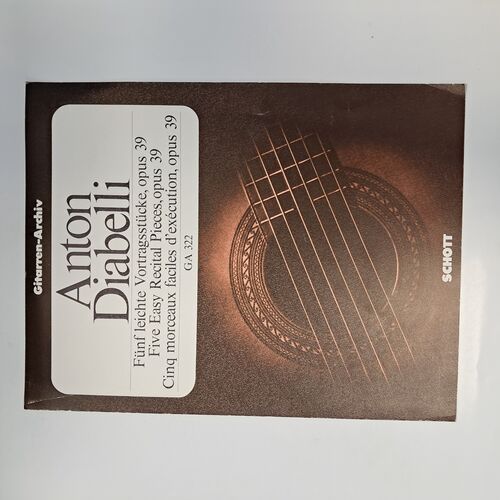 Gitarren-Archiv
Anton
Diabelli
Fünf leichte Vortragsstücke, opus 39
Five Easy Recital Pieces, opus 39
Cinq morceaux faciles d'exécution, opus 39
GA 322
SCHOTT